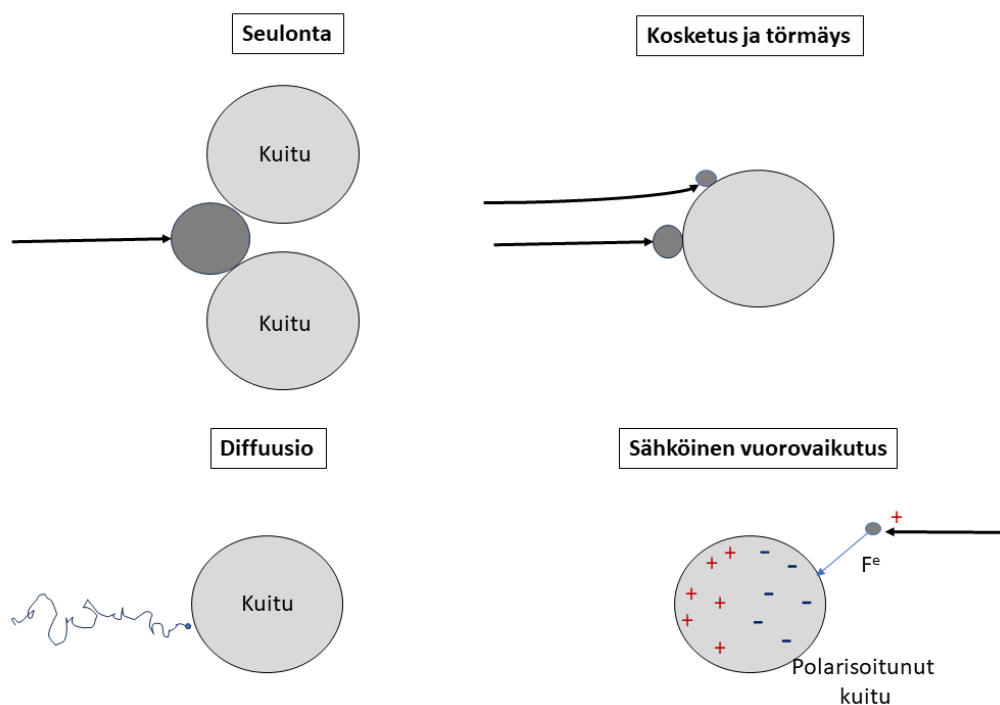 Seulonta
Kosketus ja törmäys
Kuitu
Kuitu
Diffuusio
Sähköinen vuorovaikutus
+
Fᵉ
+ + + + + +
- - - - - -
Kuitu
Polarisoitunut
kuitu